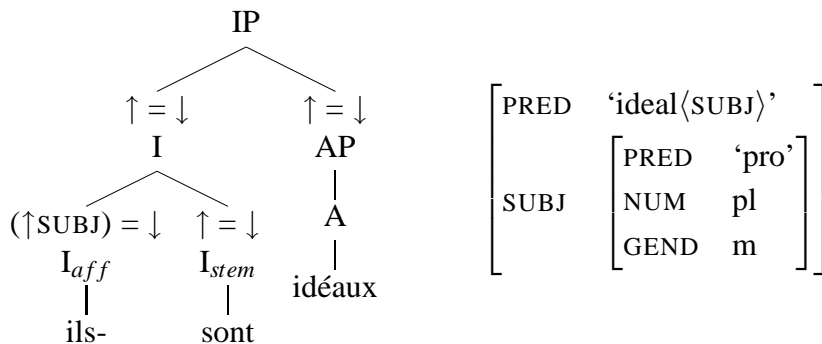 IP
↑ = ↓ ↑ = ↓
I AP
(↑SUBJ) = ↓ ↑ = ↓ A
I_aff I_stem idéaux
ils- sont
[PRED ‘ideal⟨SUBJ⟩’
SUBJ [PRED ‘pro’
NUM pl
GEND m]]